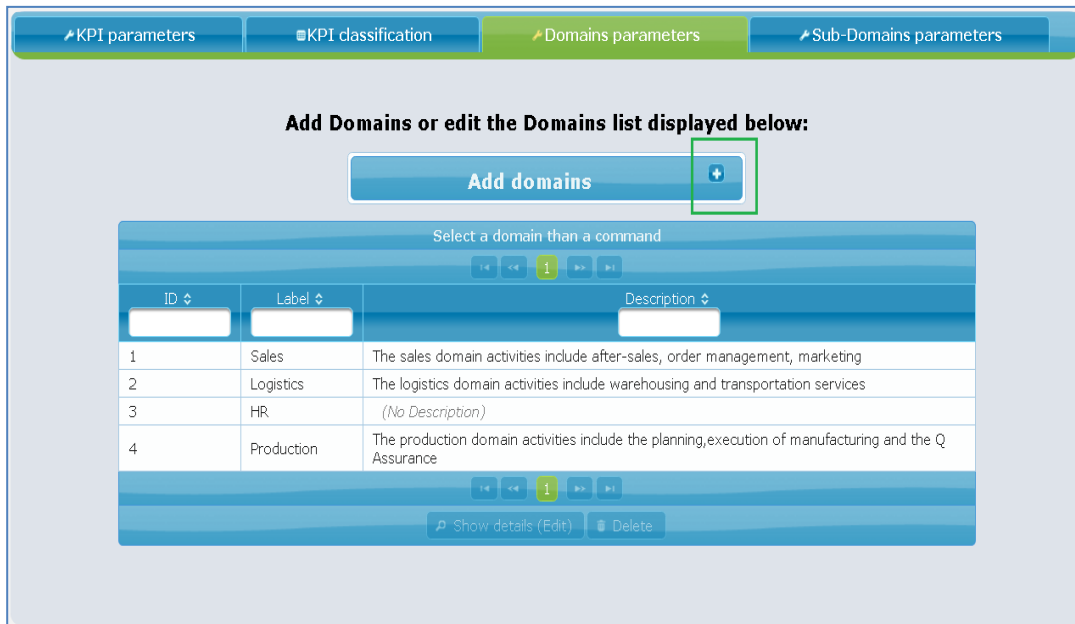 KPI parameters
KPI classification
Domains parameters
Sub-Domains parameters
Add Domains or edit the Domains list displayed below:
Add domains
Select a domain than a command
1
ID
Label
Description
1 Sales The sales domain activities include after-sales, order management, marketing
2 Logistics The logistics domain activities include warehousing and transportation services
3 HR (No Description)
4 Production The production domain activities include the planning,execution of manufacturing and the Q
Assurance
1
Show details (Edit)
Delete